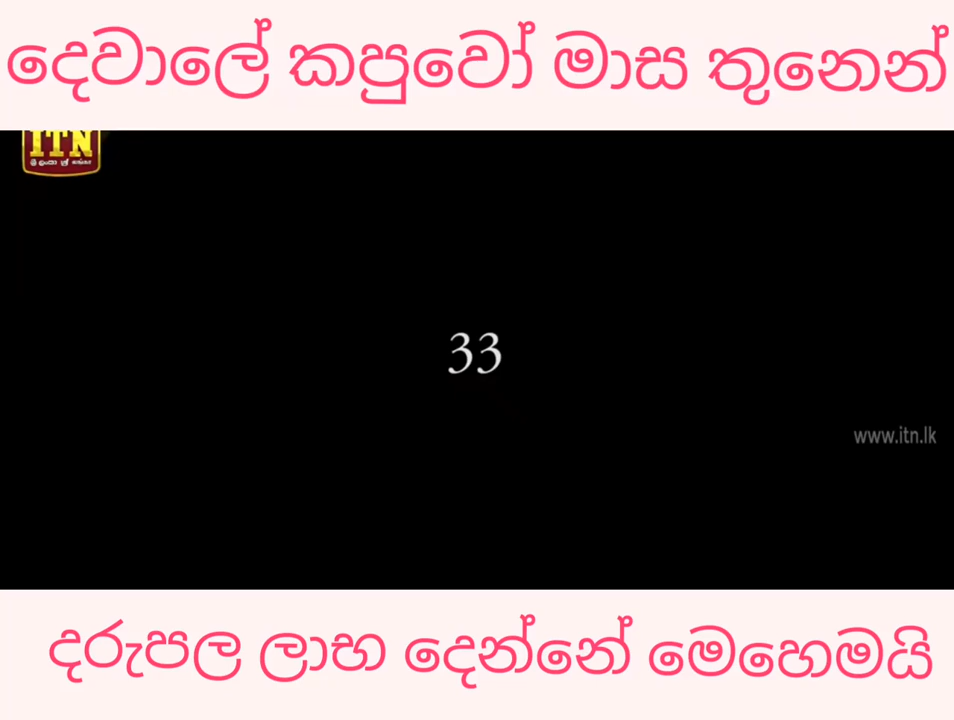 දෙවාලේ කපුවෝ මාස තුනෙන්
ITN
ශ්‍රී ලංකා
33
www.itn.lk
දරුපල ලාභ දෙන්නේ මෙහෙමයි